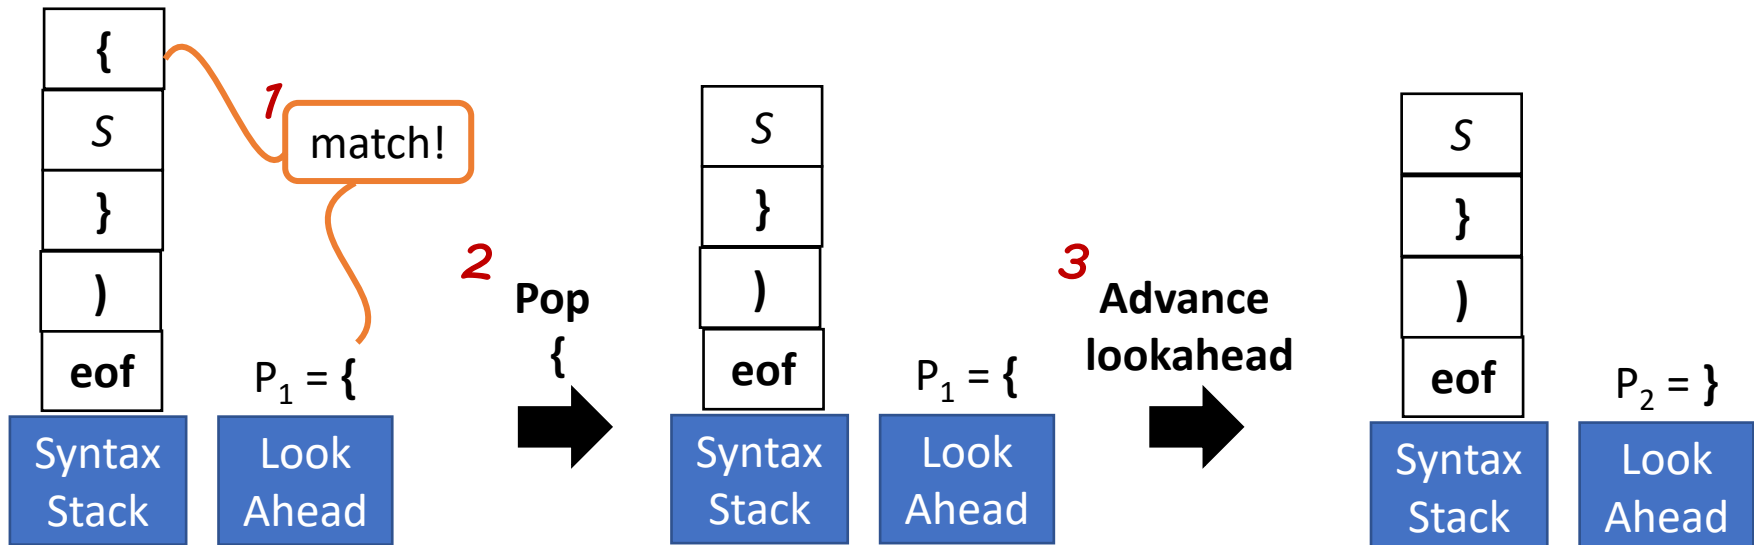 {
S
}
)
eof
Syntax
Stack
1
match!
P₁ = {
Look
Ahead
2
Pop
{
S
}
)
eof
Syntax
Stack
P₁ = {
Look
Ahead
3
Advance
lookahead
S
}
)
eof
Syntax
Stack
P₂ = }
Look
Ahead